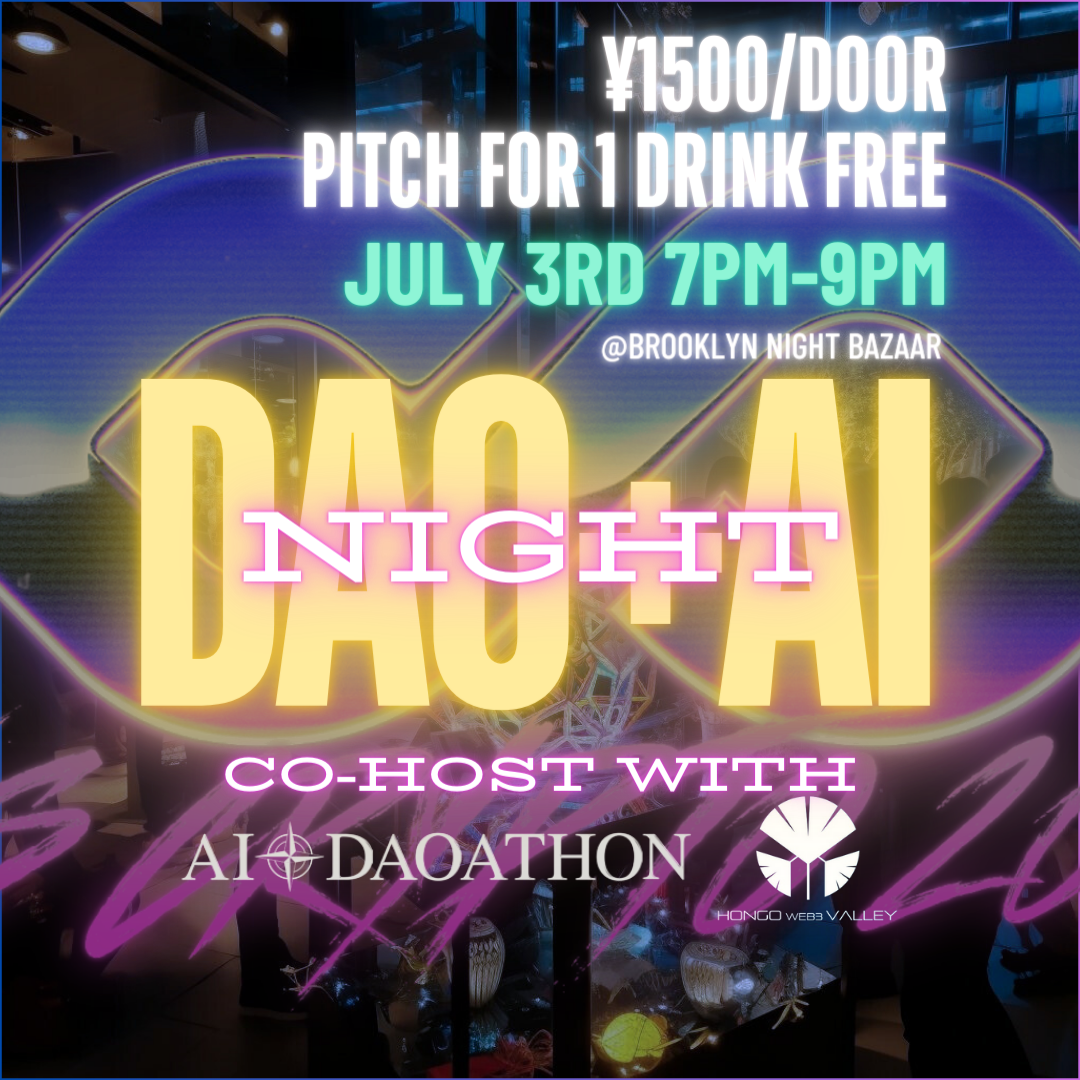 ¥1500/DOOR
PITCH FOR 1 DRINK FREE
JULY 3RD 7PM-9PM
@BROOKLYN NIGHT BAZAAR
DAO+AI
NIGHT
CO-HOST WITH
AI DAOATHON
HONGO WEB3 VALLEY